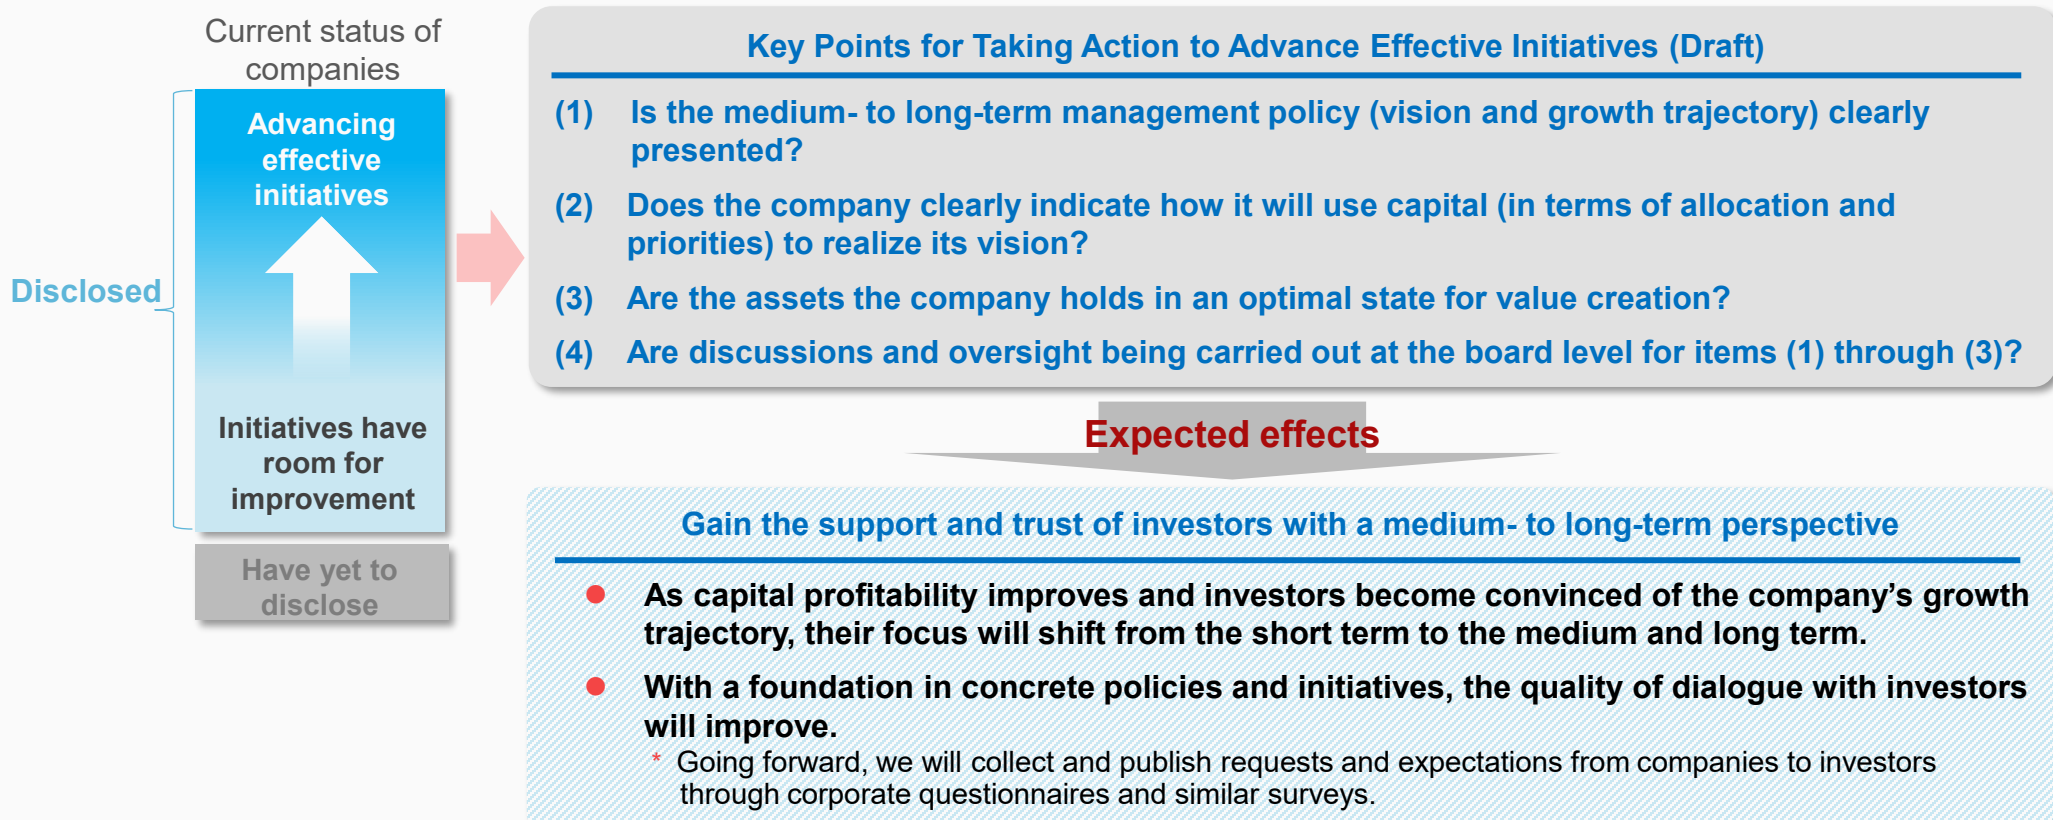 Current status of
companies
Disclosed
Advancing
effective
initiatives
Initiatives have
room for
improvement
Have yet to
disclose
Key Points for Taking Action to Advance Effective Initiatives (Draft)
(1) Is the medium- to long-term management policy (vision and growth trajectory) clearly
presented?
(2) Does the company clearly indicate how it will use capital (in terms of allocation and
priorities) to realize its vision?
(3) Are the assets the company holds in an optimal state for value creation?
(4) Are discussions and oversight being carried out at the board level for items (1) through (3)?
Expected effects
Gain the support and trust of investors with a medium- to long-term perspective
● As capital profitability improves and investors become convinced of the company’s growth
trajectory, their focus will shift from the short term to the medium and long term.
● With a foundation in concrete policies and initiatives, the quality of dialogue with investors
will improve.
* Going forward, we will collect and publish requests and expectations from companies to investors
through corporate questionnaires and similar surveys.